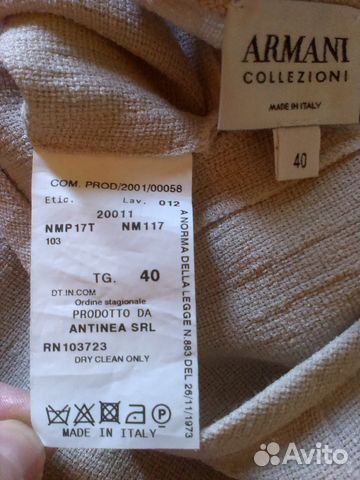 ARMANI
COLLEZIONI
MADE IN ITALY
40
COM. PROD/2001/00058
Etic. Lav. 012
20011
NMP17T NM117
103
TG. 40
DT.IN.COM
Ordine stagionale
PRODOTTO DA
ANTINEA SRL
RN103723
DRY CLEAN ONLY
P
MADE IN ITALY
A NORMA DELLA LEGGE N.883 DEL 26/11/1973
Avito